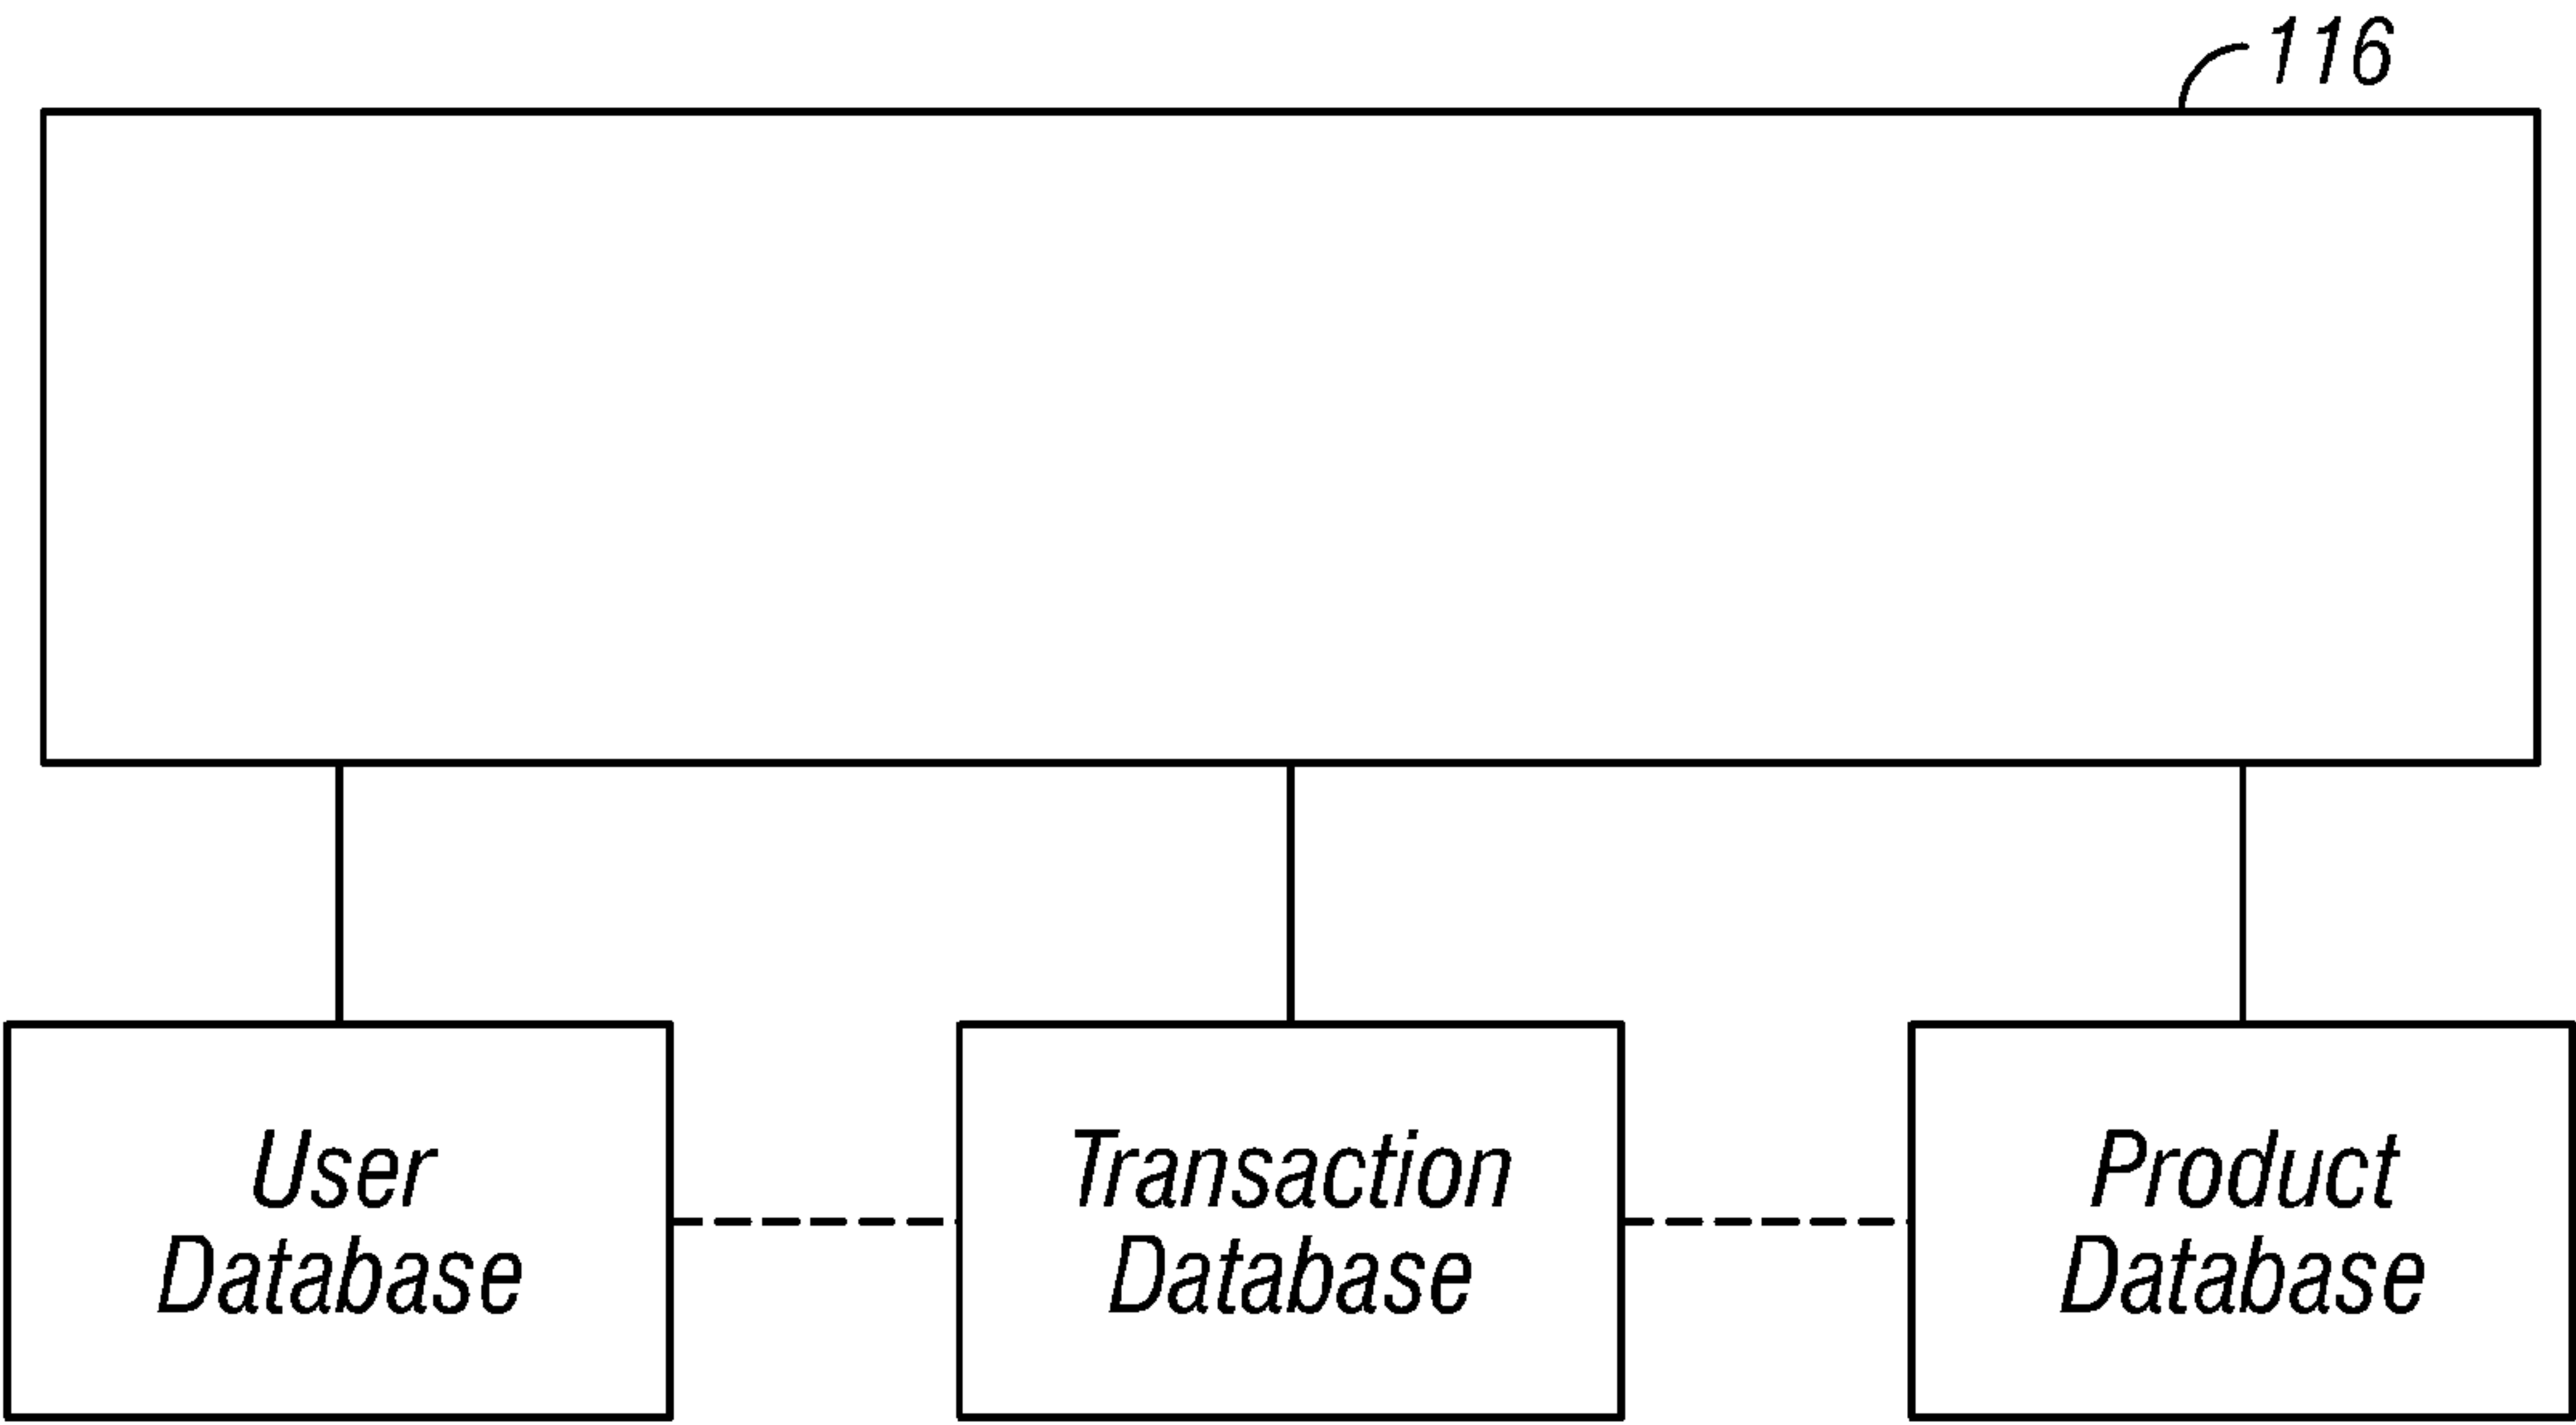 116
User
Database
Transaction
Database
Product
Database